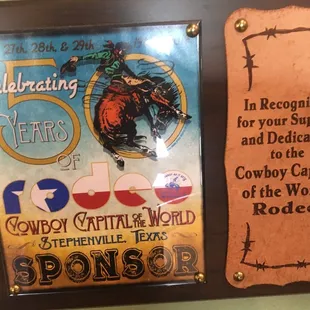 27th, 28th, & 29th
Celebrating
50
YEARS
OF
rodeo
COWBOY CAPITAL OF THE WORLD
STEPHENVILLE, TEXAS
SPONSOR
In Recogni
for your Sup
and Dedica
to the
Cowboy Cap
of the Wo
Rodeo